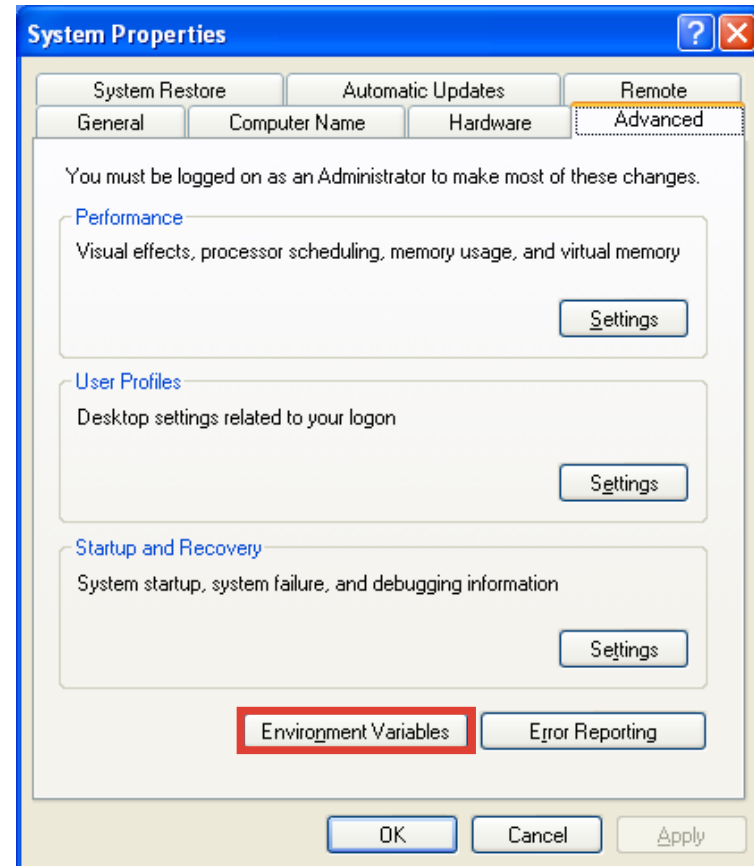 System Properties
System Restore Automatic Updates Remote
General Computer Name Hardware Advanced
You must be logged on as an Administrator to make most of these changes.
Performance
Visual effects, processor scheduling, memory usage, and virtual memory
Settings
User Profiles
Desktop settings related to your logon
Settings
Startup and Recovery
System startup, system failure, and debugging information
Settings
Environment Variables Error Reporting
OK Cancel Apply